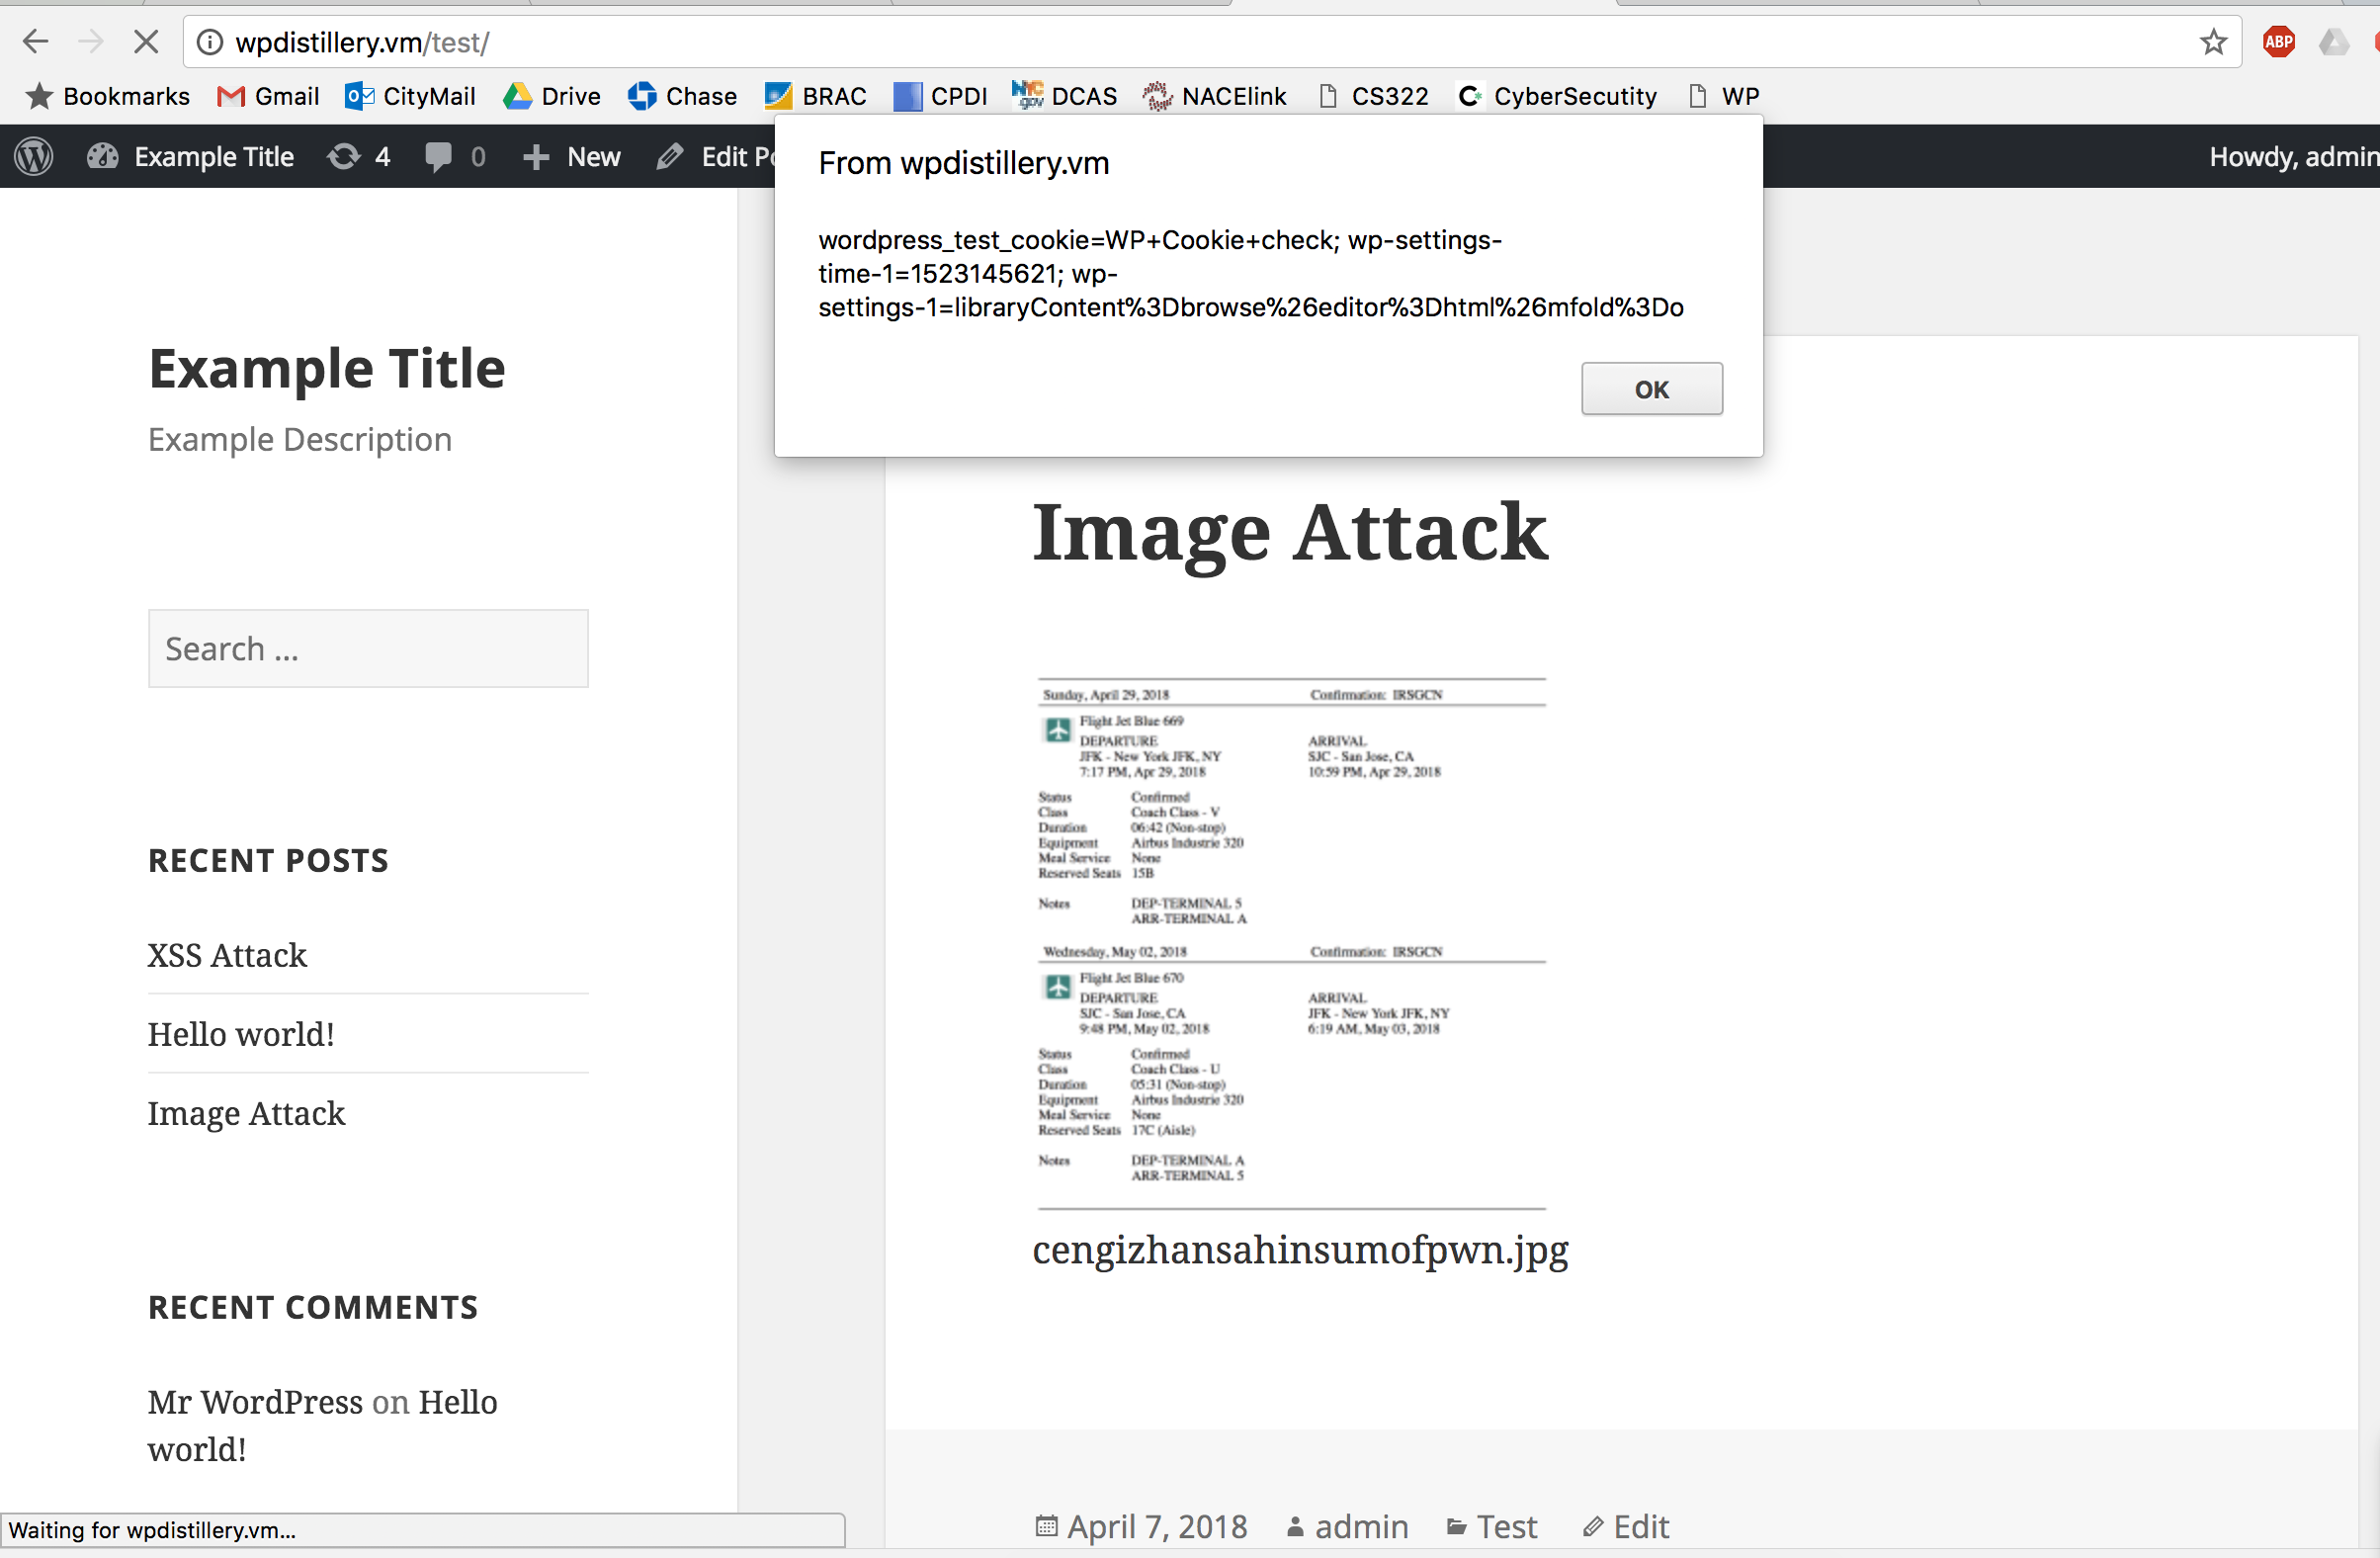 wpdistillery.vm/test/
ABP
Bookmarks Gmail CityMail Drive Chase BRAC CPDI DCAS NACElink CS322 CyberSecutity WP
Example Title 4 0 New Edit Po
Howdy, admin
From wpdistillery.vm
wordpress_test_cookie=WP+Cookie+check; wp-settings-
time-1=1523145621; wp-
settings-1=libraryContent%3Dbrowse%26editor%3Dhtml%26mfold%3Do
OK
Example Title
Example Description
Search ...
RECENT POSTS
XSS Attack
Hello world!
Image Attack
RECENT COMMENTS
Mr WordPress on Hello
world!
Waiting for wpdistillery.vm...
Image Attack
Sunday, April 29, 2018 Confirmation: IRSGCN
Flight Jet Blue 669
DEPARTURE ARRIVAL
JFK - New York JFK, NY SJC - San Jose, CA
7:17 PM, Apr 29, 2018 10:59 PM, Apr 29, 2018
Status Confirmed
Class Coach Class - V
Duration 06:42 (Non-stop)
Equipment Airbus Industrie 320
Meal Service None
Reserved Seats 15B
Notes DEP-TERMINAL 5
ARR-TERMINAL A
Wednesday, May 02, 2018 Confirmation: IRSGCN
Flight Jet Blue 670
DEPARTURE ARRIVAL
SJC - San Jose, CA JFK - New York JFK, NY
9:48 PM, May 02, 2018 6:19 AM, May 03, 2018
Status Confirmed
Class Coach Class - U
Duration 05:31 (Non-stop)
Equipment Airbus Industrie 320
Meal Service None
Reserved Seats 17C (Aisle)
Notes DEP-TERMINAL A
ARR-TERMINAL 5
cengizhansahinsumofpwn.jpg
April 7, 2018 admin Test Edit